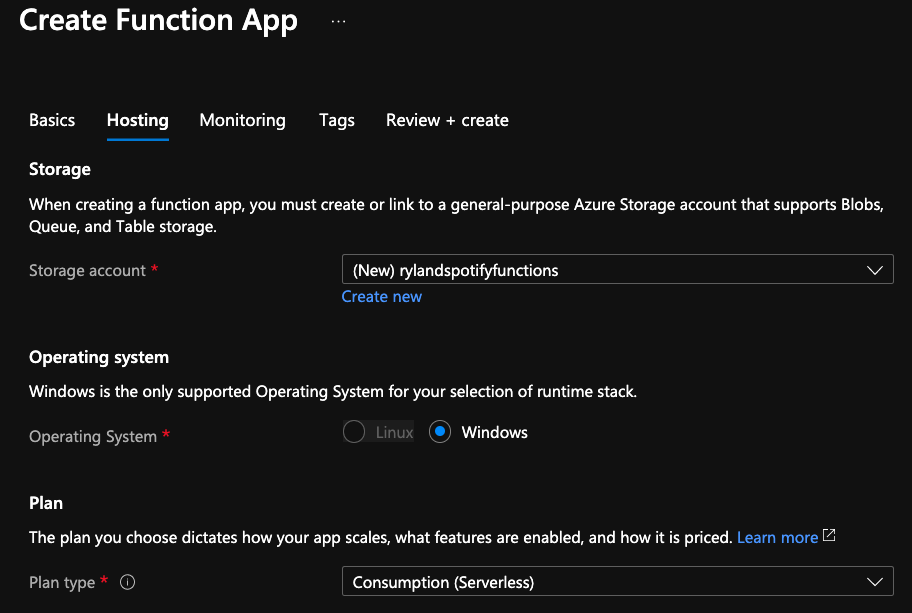 Create Function App ...
Basics Hosting Monitoring Tags Review + create
Storage
When creating a function app, you must create or link to a general-purpose Azure Storage account that supports Blobs,
Queue, and Table storage.
Storage account * (New) rylandspotifyfunctions
Create new
Operating system
Windows is the only supported Operating System for your selection of runtime stack.
Operating System * Linux Windows
Plan
The plan you choose dictates how your app scales, what features are enabled, and how it is priced. Learn more
Plan type * Consumption (Serverless)